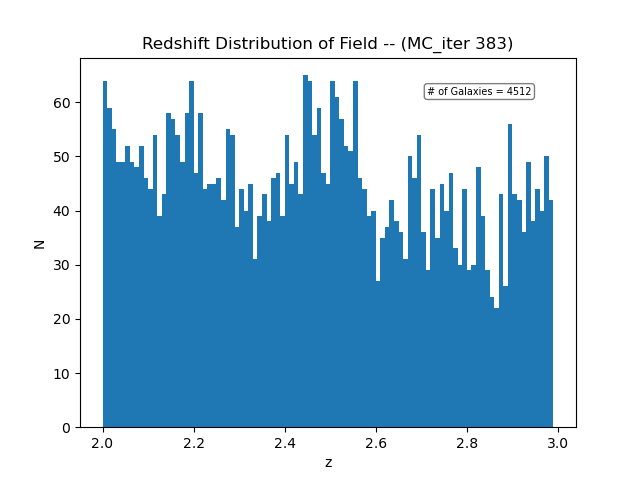 Redshift Distribution of Field -- (MC_iter 383)
# of Galaxies = 4512
60
50
40
30
20
10
0
N
2.0 2.2 2.4 2.6 2.8 3.0
z